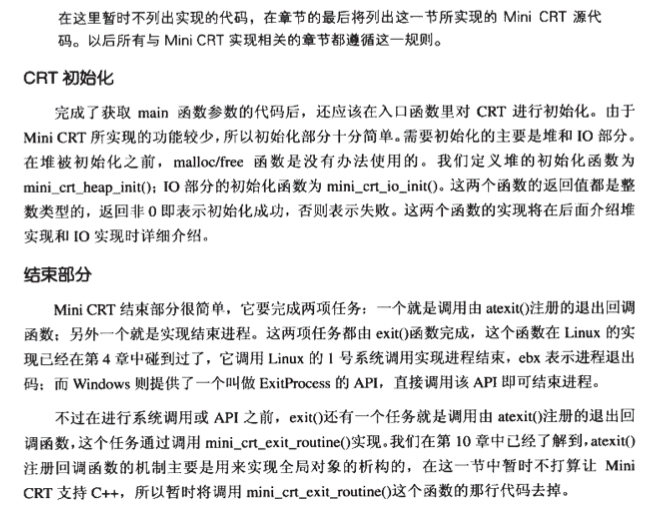 在这里暂时不列出实现的代码，在章节的最后将列出这一节所实现的 Mini CRT 源代
码。以后所有与 Mini CRT 实现相关的章节都遵循这一规则。
CRT 初始化
完成了获取 main 函数参数的代码后，还应该在入口函数里对 CRT 进行初始化。由于
Mini CRT 所实现的功能较少，所以初始化部分十分简单。需要初始化的主要是堆和 IO 部分。
在堆被初始化之前，malloc/free 函数是没有办法使用的。我们定义堆的初始化函数为
mini_crt_heap_init(); IO 部分的初始化函数为 mini_crt_io_init()。这两个函数的返回值都是整
数类型的，返回非 0 即表示初始化成功，否则表示失败。这两个函数的实现将在后面介绍堆
实现和 IO 实现时详细介绍。
结束部分
Mini CRT 结束部分很简单，它要完成两项任务：一个就是调用由 atexit()注册的退出回调
函数；另外一个就是实现结束进程。这两项任务都由 exit()函数完成，这个函数在 Linux 的实
现已经在第 4 章中碰到过了，它调用 Linux 的 1 号系统调用实现进程结束，ebx 表示进程退出
码；而 Windows 则提供了一个叫做 ExitProcess 的 API，直接调用该 API 即可结束进程。
不过在进行系统调用或 API 之前，exit()还有一个任务就是调用由 atexit()注册的退出回
调函数，这个任务通过调用 mini_crt_exit_routine()实现。我们在第 10 章中已经了解到，atexit()
注册回调函数的机制主要是用来实现全局对象的析构的，在这一节中暂时不打算让 Mini
CRT 支持 C++，所以暂时将调用 mini_crt_exit_routine()这个函数的那行代码去掉。